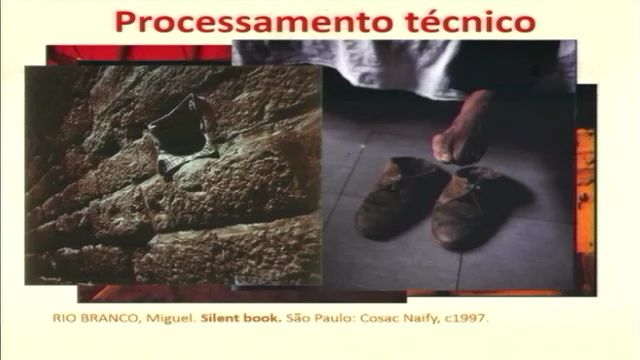 Processamento técnico
RIO BRANCO, Miguel. Silent book. São Paulo: Cosac Naify, c1997.